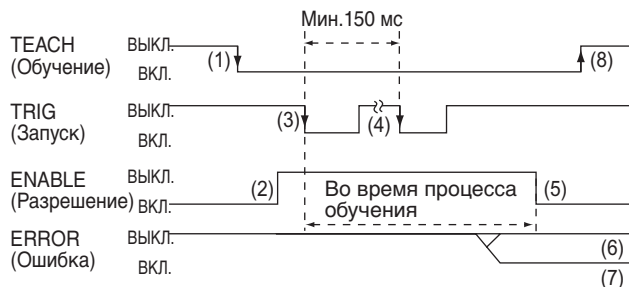 Мин.150 мс
TEACH
(Обучение)
ВЫКЛ.
ВКЛ.
(1)
(8)
TRIG
(Запуск)
ВЫКЛ.
ВКЛ.
(3)
(4)
ENABLE
(Разрешение)
ВЫКЛ.
ВКЛ.
(2)
Во время процесса
обучения
(5)
ERROR
(Ошибка)
ВЫКЛ.
ВКЛ.
(6)
(7)